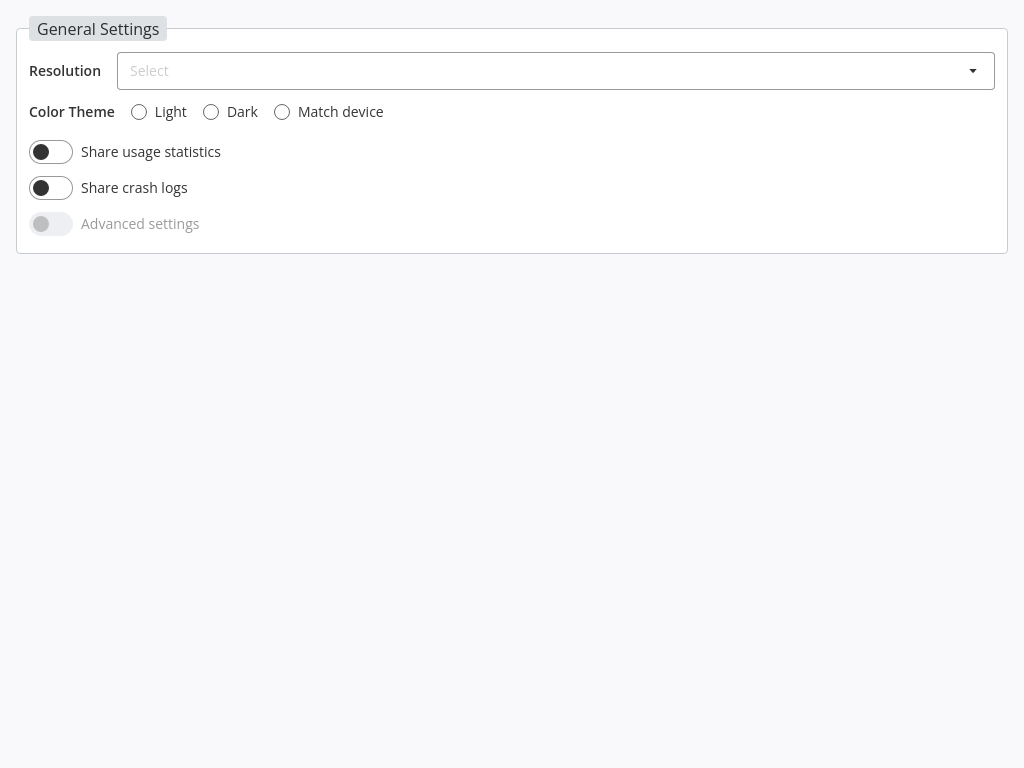 General Settings
Resolution Select
Color Theme Light Dark Match device
Share usage statistics
Share crash logs
Advanced settings